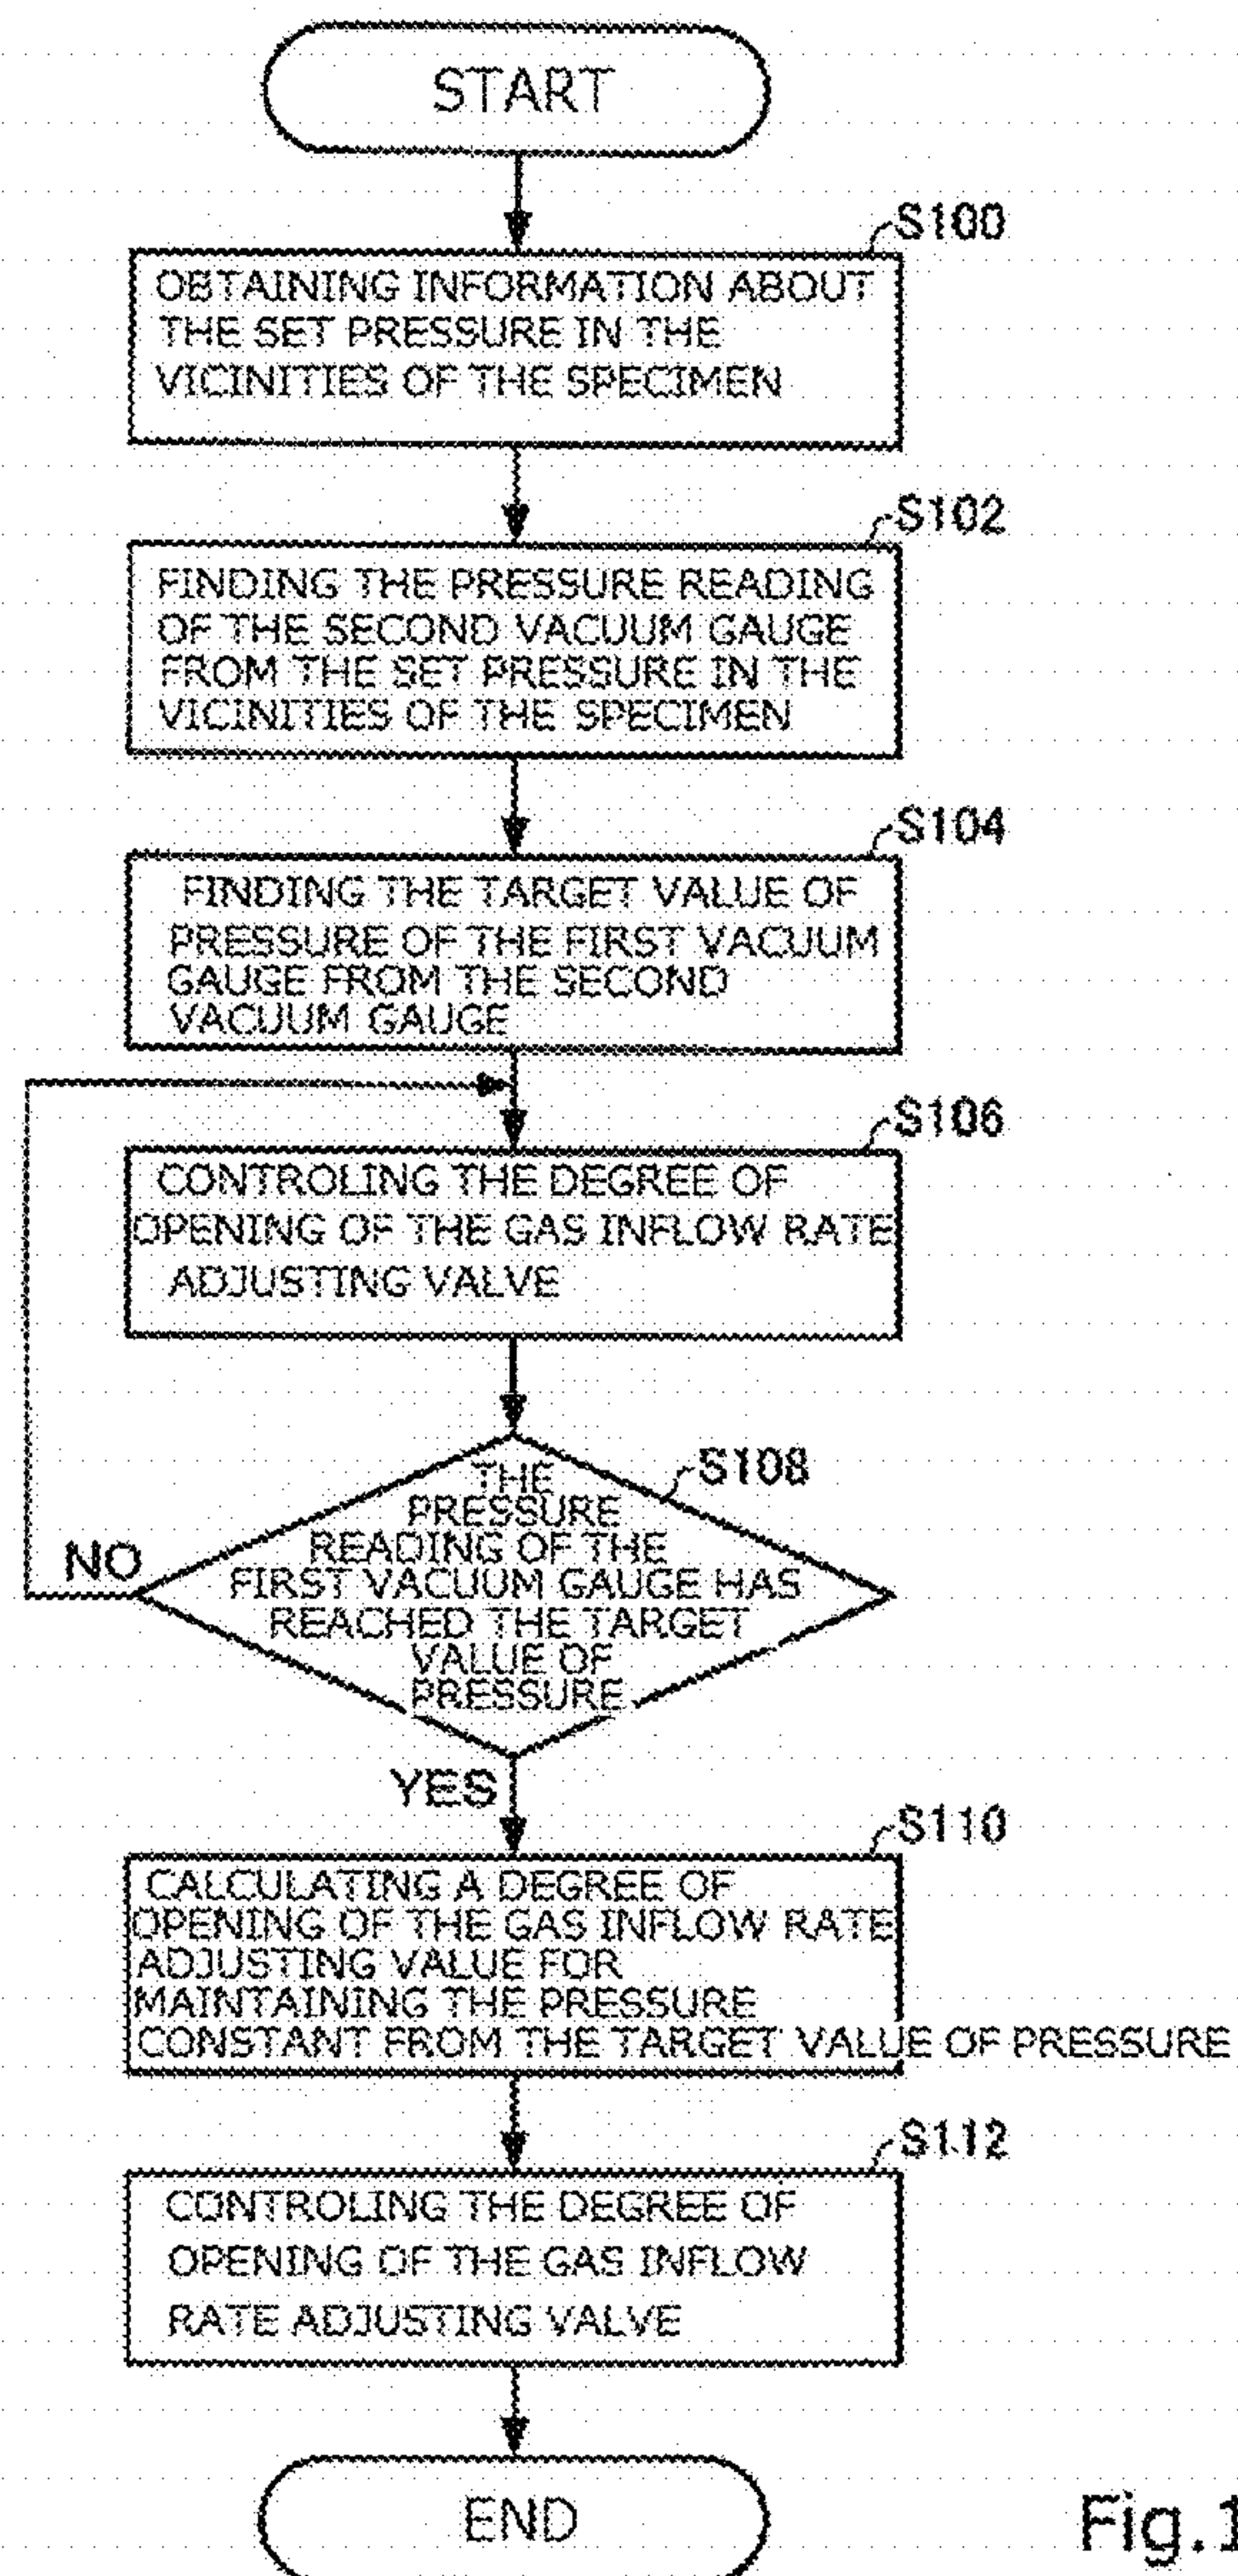 START
S100
OBTAINING INFORMATION ABOUT
THE SET PRESSURE IN THE
VICINITIES OF THE SPECIMEN
S102
FINDING THE PRESSURE READING
OF THE SECOND VACUUM GAUGE
FROM THE SET PRESSURE IN THE
VICINITIES OF THE SPECIMEN
S104
FINDING THE TARGET VALUE OF
PRESSURE OF THE FIRST VACUUM
GAUGE FROM THE SECOND
VACUUM GAUGE
S106
CONTROLING THE DEGREE OF
OPENING OF THE GAS INFLOW RATE
ADJUSTING VALVE
S108
THE
PRESSURE
READING OF THE
FIRST VACUUM GAUGE HAS
REACHED THE TARGET
VALUE OF
PRESSURE
NO
YES
S110
CALCULATING A DEGREE OF
OPENING OF THE GAS INFLOW RATE
ADJUSTING VALUE FOR
MAINTAINING THE PRESSURE
CONSTANT FROM THE TARGET VALUE OF PRESSURE
S112
CONTROLING THE DEGREE OF
OPENING OF THE GAS INFLOW
RATE ADJUSTING VALVE
END
Fig.1